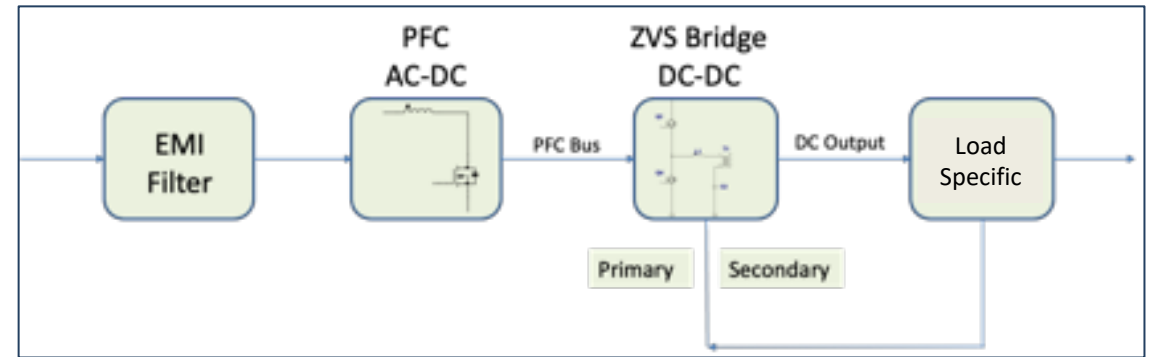 PFC
AC-DC
ZVS Bridge
DC-DC
EMI
Filter
PFC Bus
DC Output
Load
Specific
Primary
Secondary